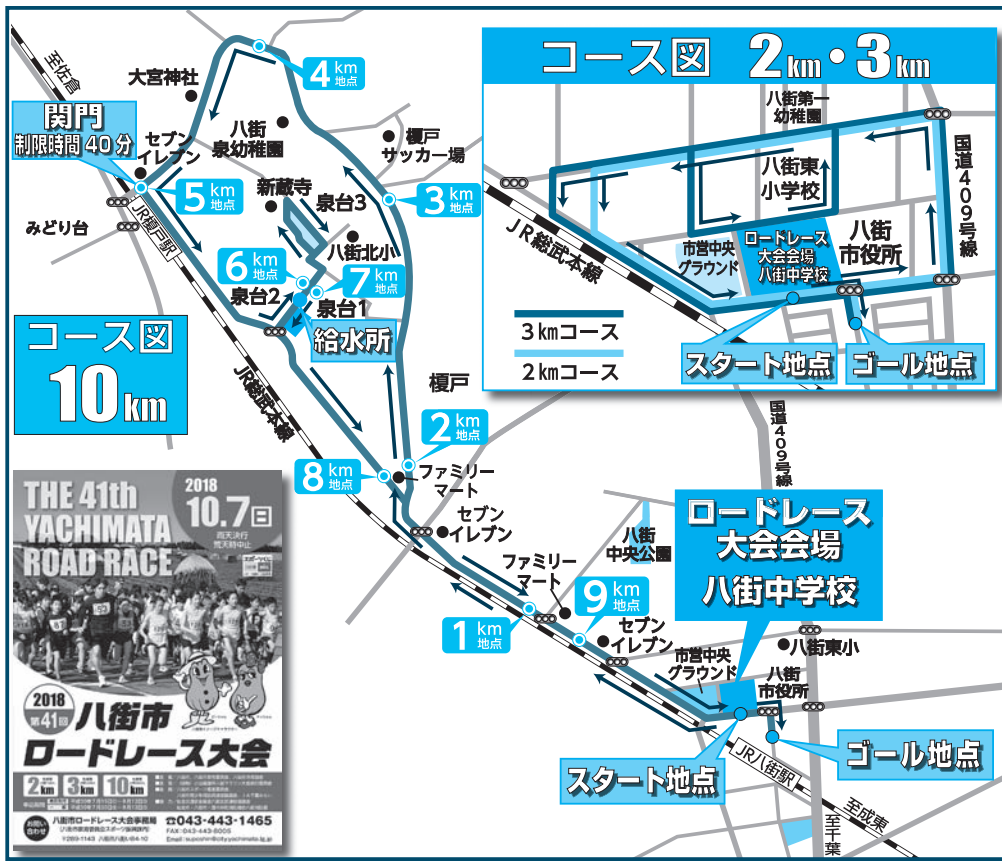 コース図 2km・3km
八街第一
幼稚園
八街東
小学校
国道409号線
JR総武本線
市営中央
グラウンド
ロードレース
大会会場
八街中学校
八街
市役所
3kmコース
2kmコース
スタート地点
ゴール地点
至佐倉
大宮神社
4km地点
関門
制限時間40分
セブン
イレブン
八街
泉幼稚園
榎戸
サッカー場
5km地点
新蔵寺
泉台3
3km地点
みどり台
JR榎戸駅
八街北小
6km地点
7km地点
泉台2
泉台1
給水所
コース図
10km
JR総武本線
榎戸
2km地点
8km地点
ファミリー
マート
セブン
イレブン
国道409号線
八街
中央公園
ロードレース
大会会場
八街中学校
ファミリー
マート
1km地点
9km地点
セブン
イレブン
八街東小
市営中央
グラウンド
八街
市役所
スタート地点
ゴール地点
JR八街駅
至成東
至千葉
THE 41th
YACHIMATA
ROAD RACE
2018
10.7日
雨天決行
荒天時中止
2018
第41回
八街市
ロードレース大会
2km 3km 10km
お問い
合わせ
八街市ロードレース大会事務局
☎043-443-1465
FAX:043-443-8005